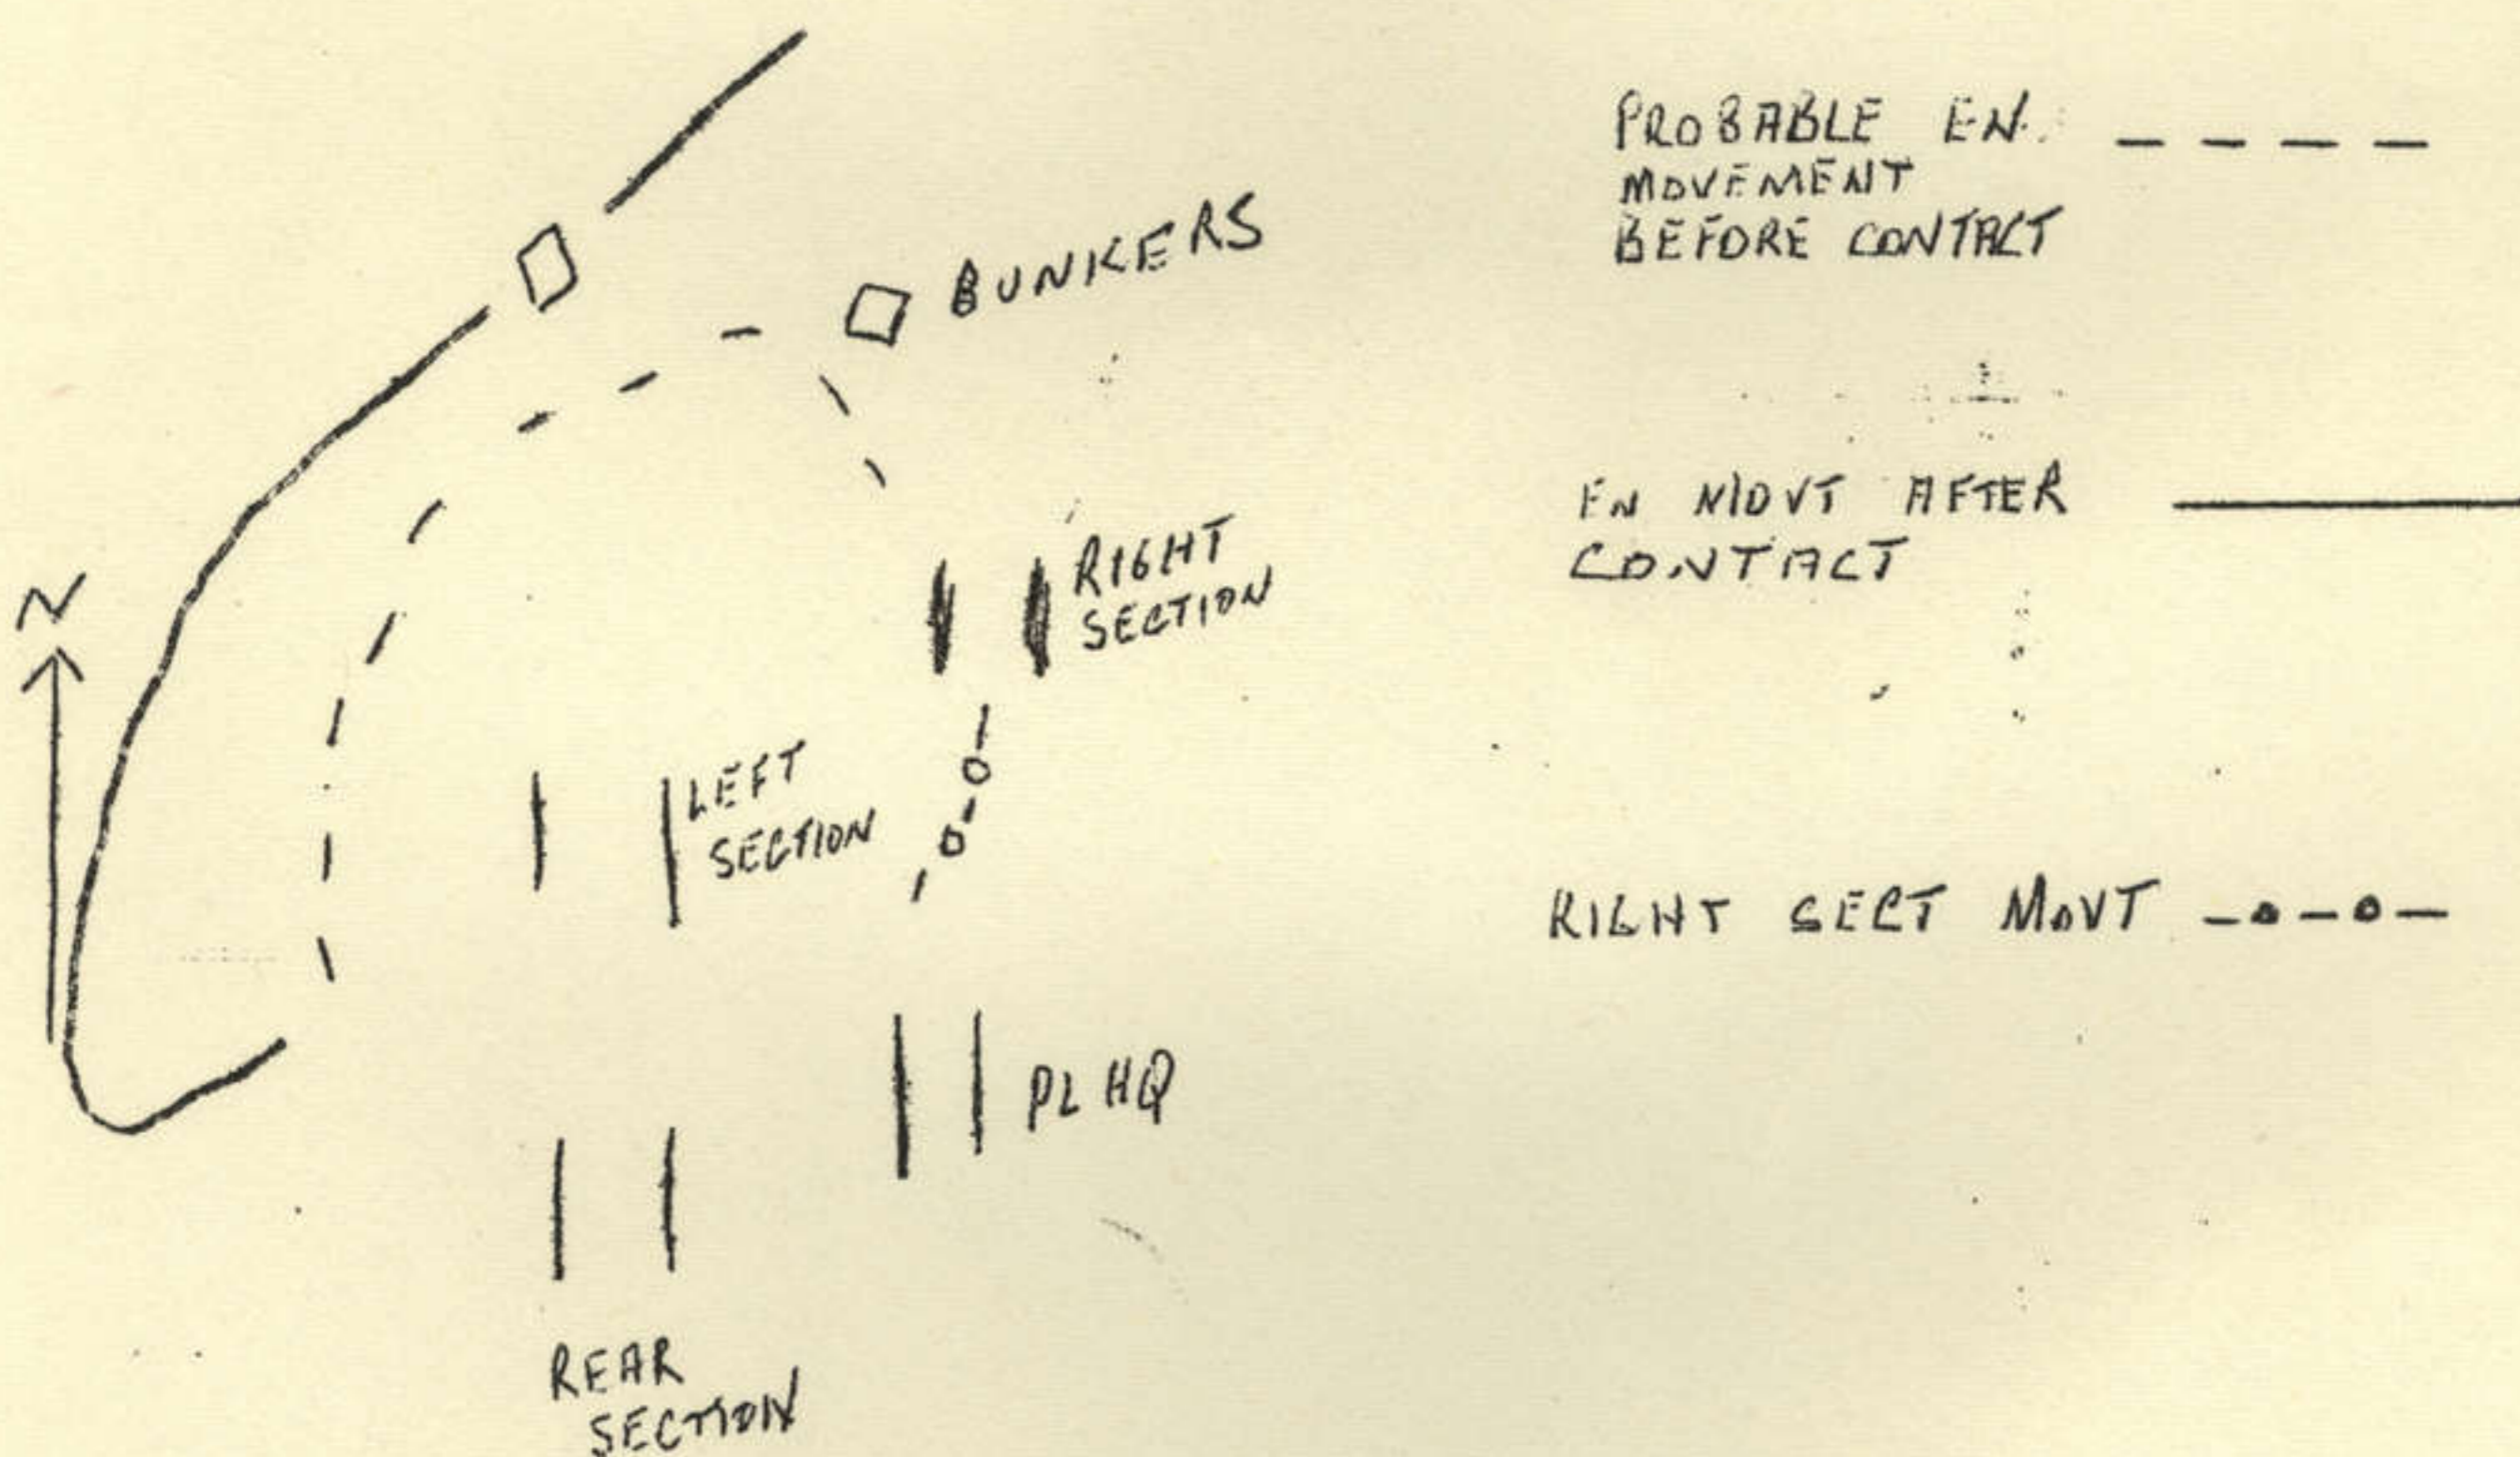 BUNKERS
RIGHT
SECTION
N
LEFT
SECTION
PL HQ
REAR
SECTION
PROBABLE EN.
MOVEMENT
BEFORE CONTACT
EN MOVT AFTER
CONTACT
RIGHT SECT MOVT